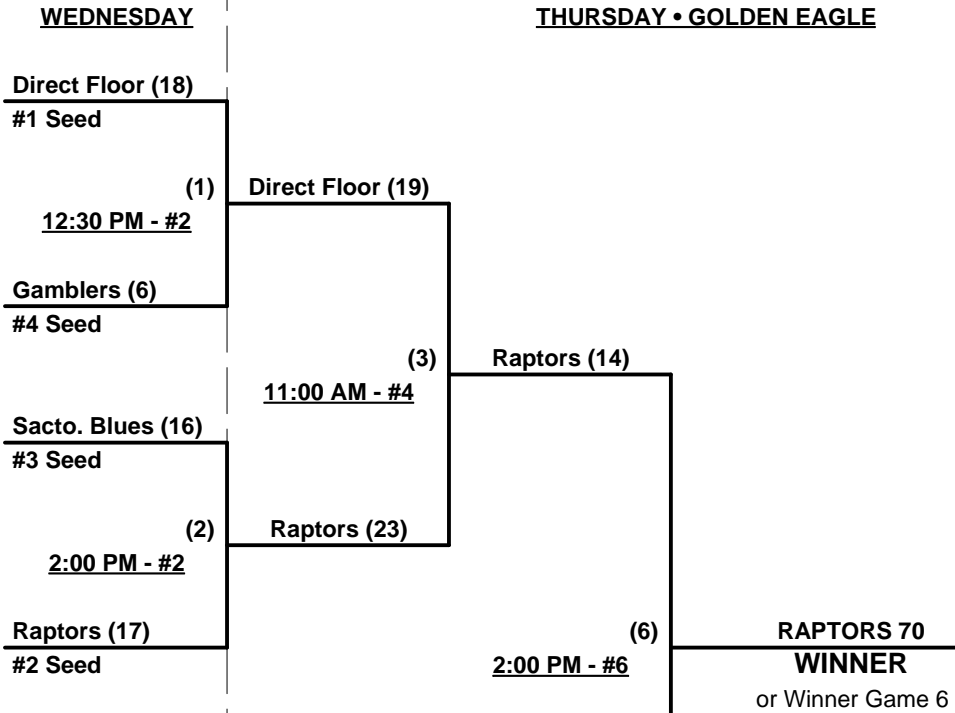 WEDNESDAY
THURSDAY • GOLDEN EAGLE
Direct Floor (18)
#1 Seed
(1)
Direct Floor (19)
12:30 PM - #2
Gamblers (6)
#4 Seed
(3)
Raptors (14)
11:00 AM - #4
Sacto. Blues (16)
#3 Seed
(2)
Raptors (23)
2:00 PM - #2
Raptors (17)
(6)
RAPTORS 70
#2 Seed
2:00 PM - #6
WINNER
or Winner Game 6